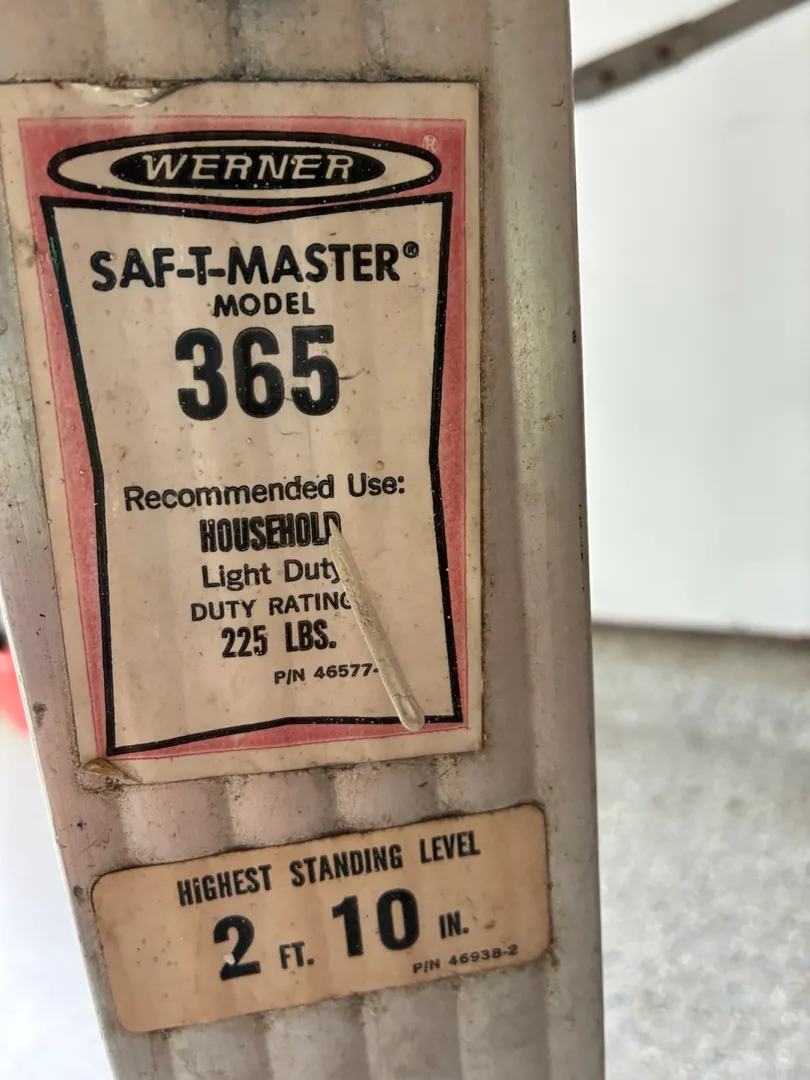 WERNER®
SAF-T-MASTER®
MODEL
365
Recommended Use:
HOUSEHOLD
Light Duty
DUTY RATING
225 LBS.
P/N 46577-
HiGHEST STANDING LEVEL
2 FT. 10 IN.
P/N 46938-2